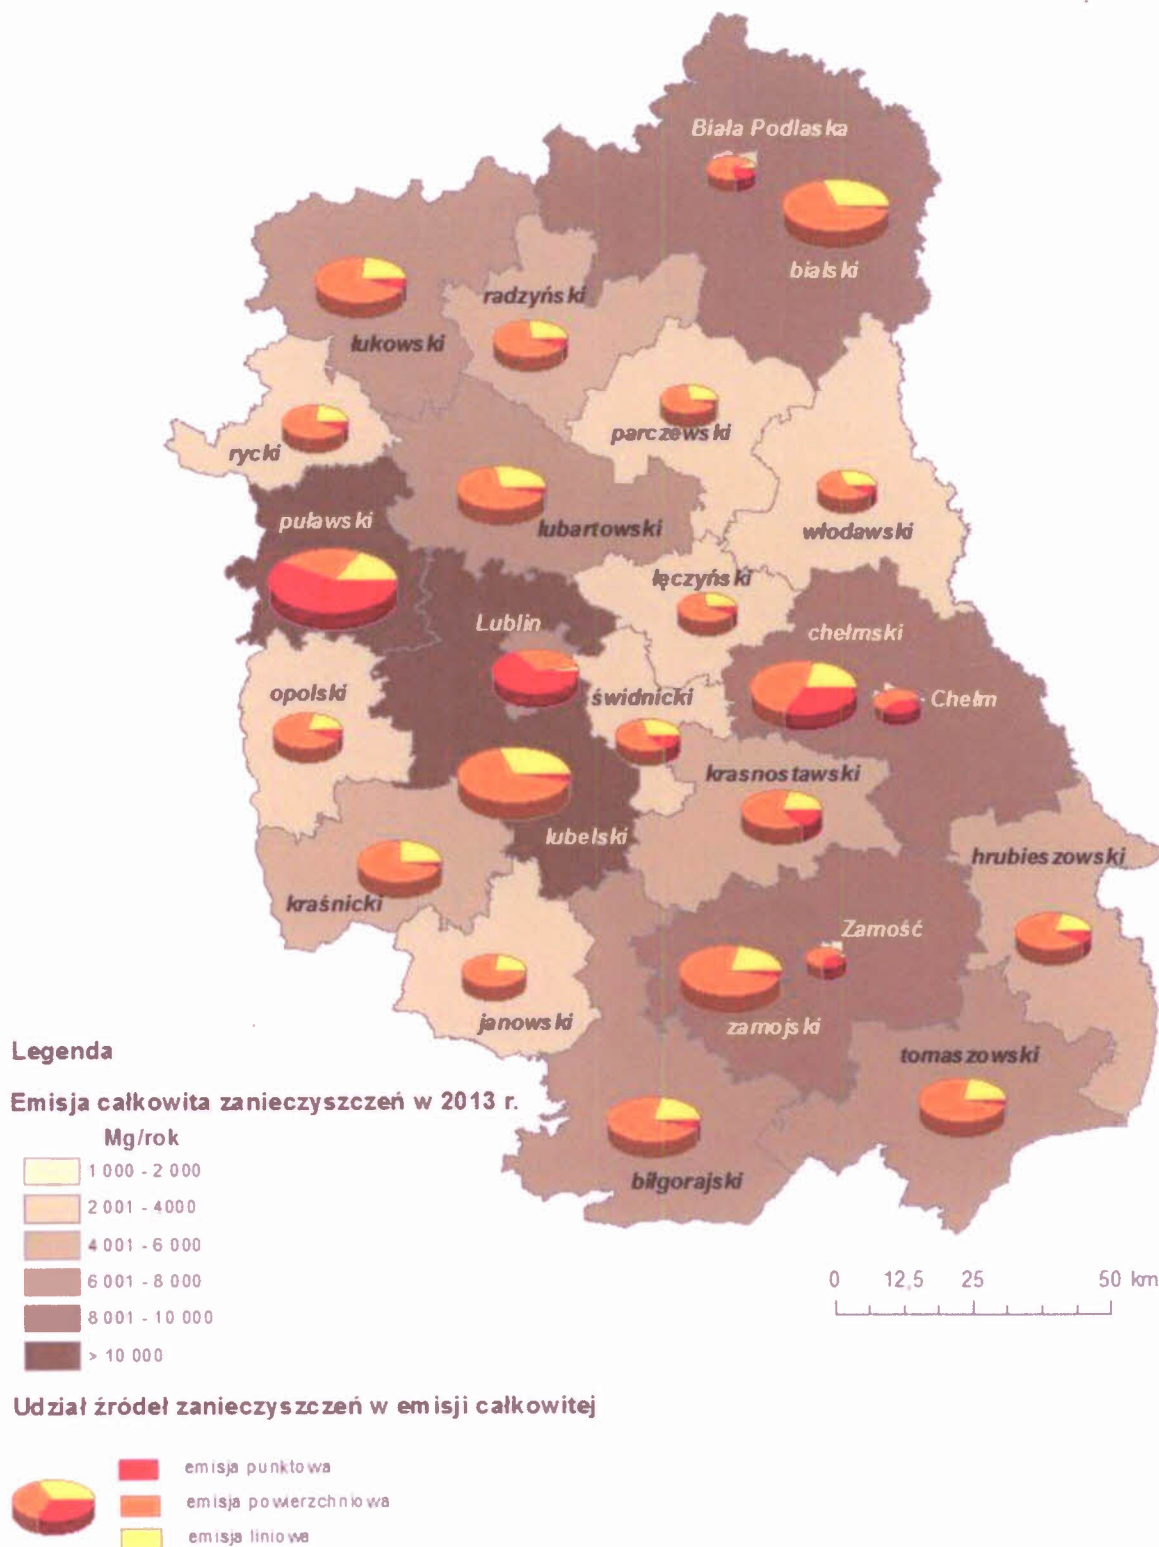 Biała Podlaska
bialski
radzyński
łukowski
parczewski
rycki
włodawski
puławski
lubartowski
łęczyński
Lublin
chełmski
opolski
świdnicki
Chełm
krasnostawski
lubelski
hrubieszowski
kraśnicki
Zamość
janowski
zamojski
tomaszowski
biłgorajski
Legenda
Emisja całkowita zanieczyszczeń w 2013 r.
Mg/rok
1 000 - 2 000
2 001 - 4000
4 001 - 6 000
6 001 - 8 000
8 001 - 10 000
> 10 000
0 12,5 25 50 km
Udział źródeł zanieczyszczeń w emisji całkowitej
emisja punktowa
emisja powierzchniowa
emisja liniowa